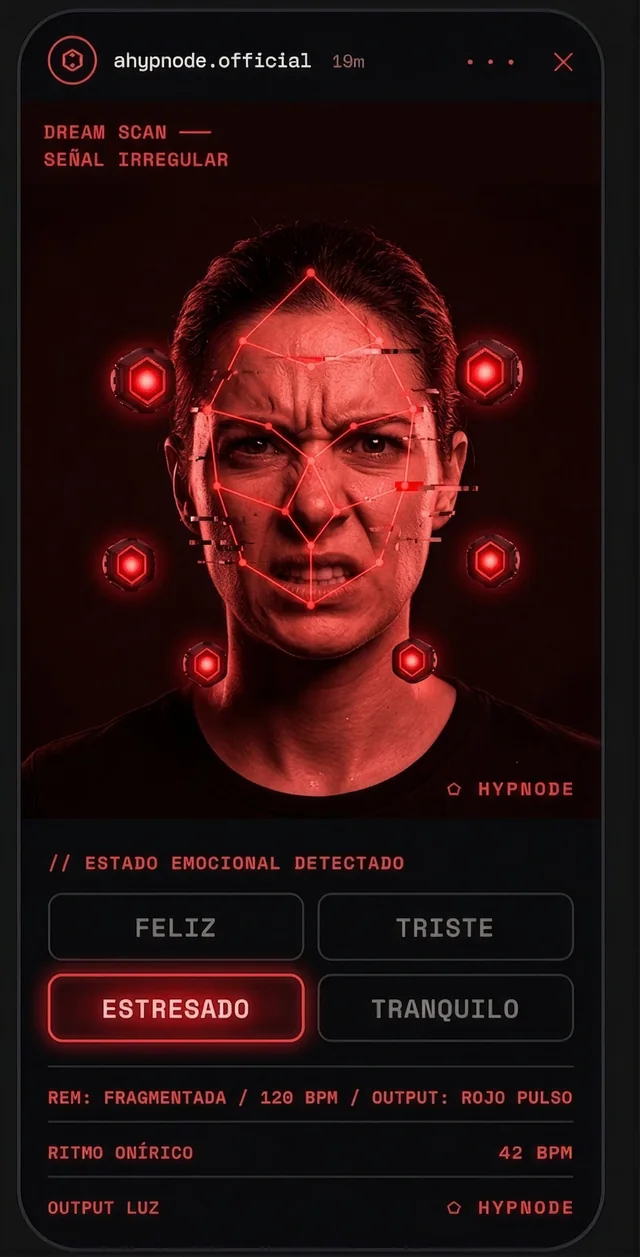 ahypnode.official 19m
DREAM SCAN ——
SEÑAL IRREGULAR
HYPNODE
// ESTADO EMOCIONAL DETECTADO
FELIZ TRISTE
ESTRESADO TRANQUILO
REM: FRAGMENTADA / 120 BPM / OUTPUT: ROJO PULSO
RITMO ONÍRICO 42 BPM
OUTPUT LUZ HYPNODE